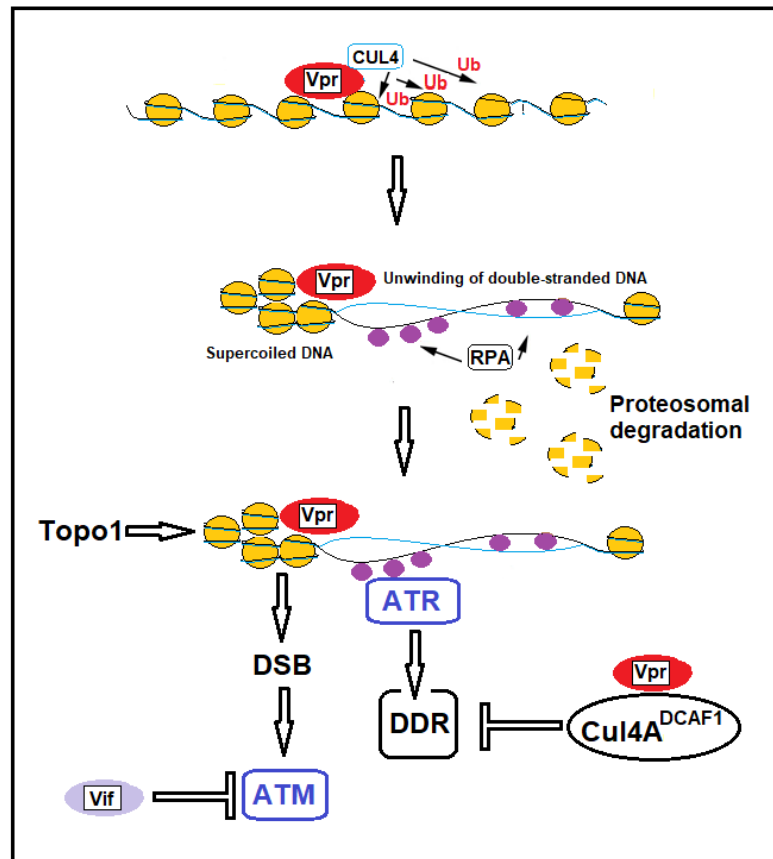 CUL4
Ub
Vpr
Ub
Ub
Vpr
Unwinding of double-stranded DNA
Supercoiled DNA
RPA
Proteosomal
degradation
Vpr
Topo1
ATR
DSB
Vpr
DDR
Cul4A DCAF1
Vif
ATM